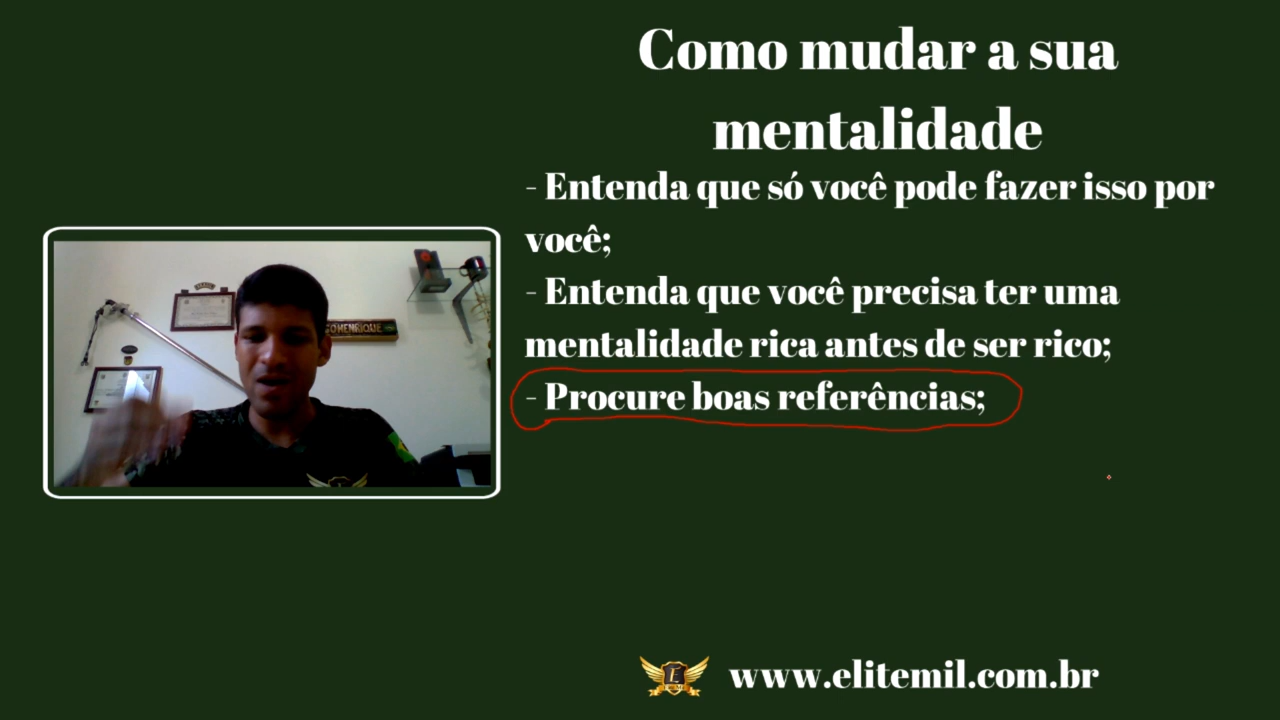 Como mudar a sua
mentalidade
- Entenda que só você pode fazer isso por
você;
- Entenda que você precisa ter uma
mentalidade rica antes de ser rico;
- Procure boas referências;
GOHENRIQUE
E
www.elitemil.com.br